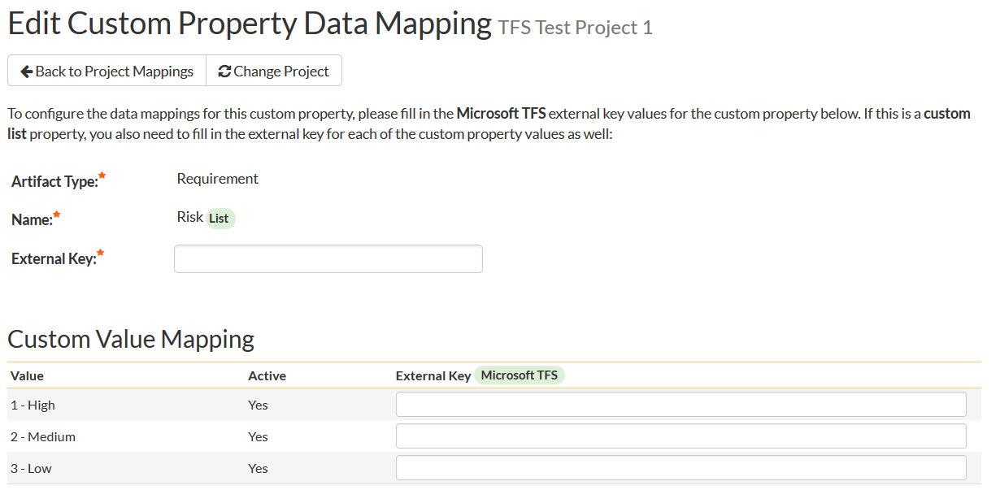 Edit Custom Property Data Mapping TFS Test Project 1
Back to Project Mappings Change Project
To configure the data mappings for this custom property, please fill in the Microsoft TFS external key values for the custom property below. If this is a custom
list property, you also need to fill in the external key for each of the custom property values as well:
Artifact Type:* Requirement
Name:* Risk List
External Key:*
Custom Value Mapping
Value Active External Key Microsoft TFS
1 - High Yes
2 - Medium Yes
3 - Low Yes